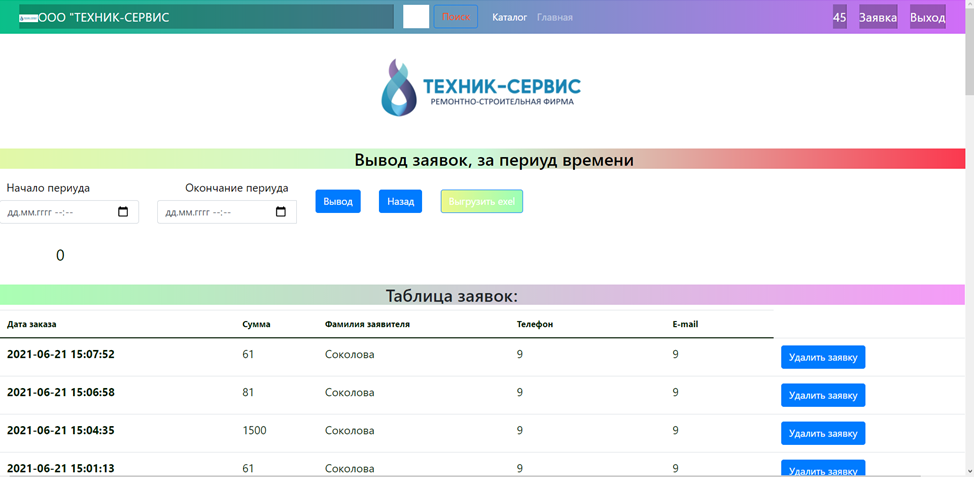 ООО "ТЕХНИК-СЕРВИС Поиск Каталог Главная 45 Заявка Выход
ТЕХНИК-СЕРВИС
РЕМОНТНО-СТРОИТЕЛЬНАЯ ФИРМА
Вывод заявок, за периуд времени
Начало периуда Окончание периуда
дд.мм.гггг --:-- дд.мм.гггг --:-- Вывод Назад Выгрузить exel
0
Таблица заявок:
Дата заказа Сумма Фамилия заявителя Телефон E-mail
2021-06-21 15:07:52 61 Соколова 9 9 Удалить заявку
2021-06-21 15:06:58 81 Соколова 9 9 Удалить заявку
2021-06-21 15:04:35 1500 Соколова 9 9 Удалить заявку
2021-06-21 15:01:13 61 Соколова 9 9 Удалить заявку